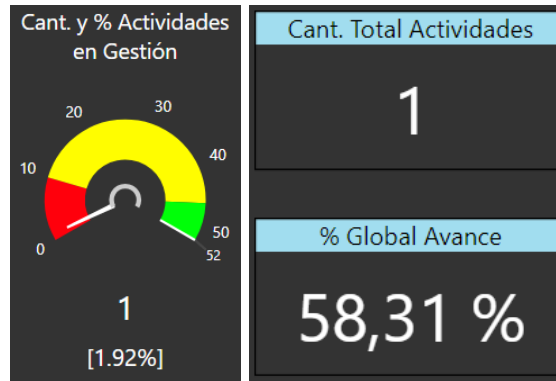 Cant. y % Actividades
en Gestión
0
10
20
30
40
50
52
1
[1.92%]
Cant. Total Actividades
1
% Global Avance
58,31 %